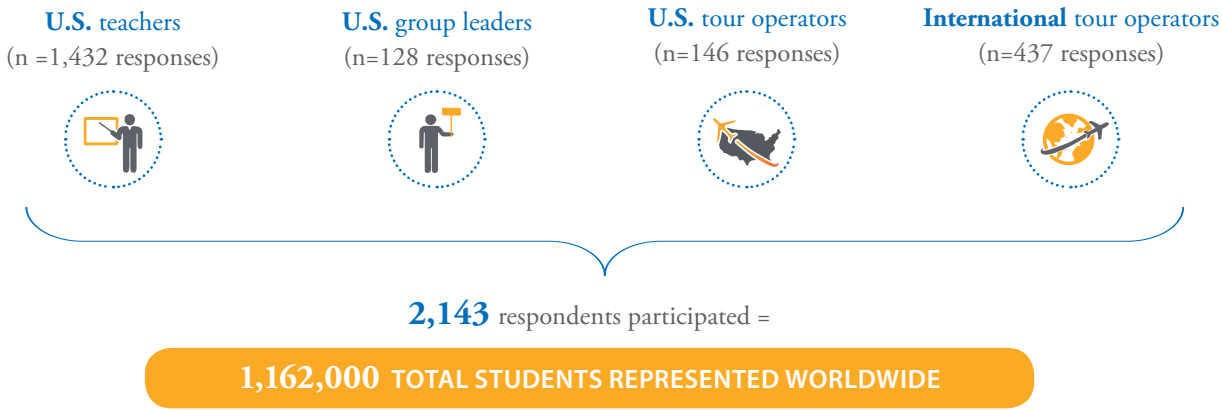 U.S. teachers
(n =1,432 responses)
U.S. group leaders
(n=128 responses)
U.S. tour operators
(n=146 responses)
International tour operators
(n=437 responses)
2,143 respondents participated =
1,162,000 TOTAL STUDENTS REPRESENTED WORLDWIDE